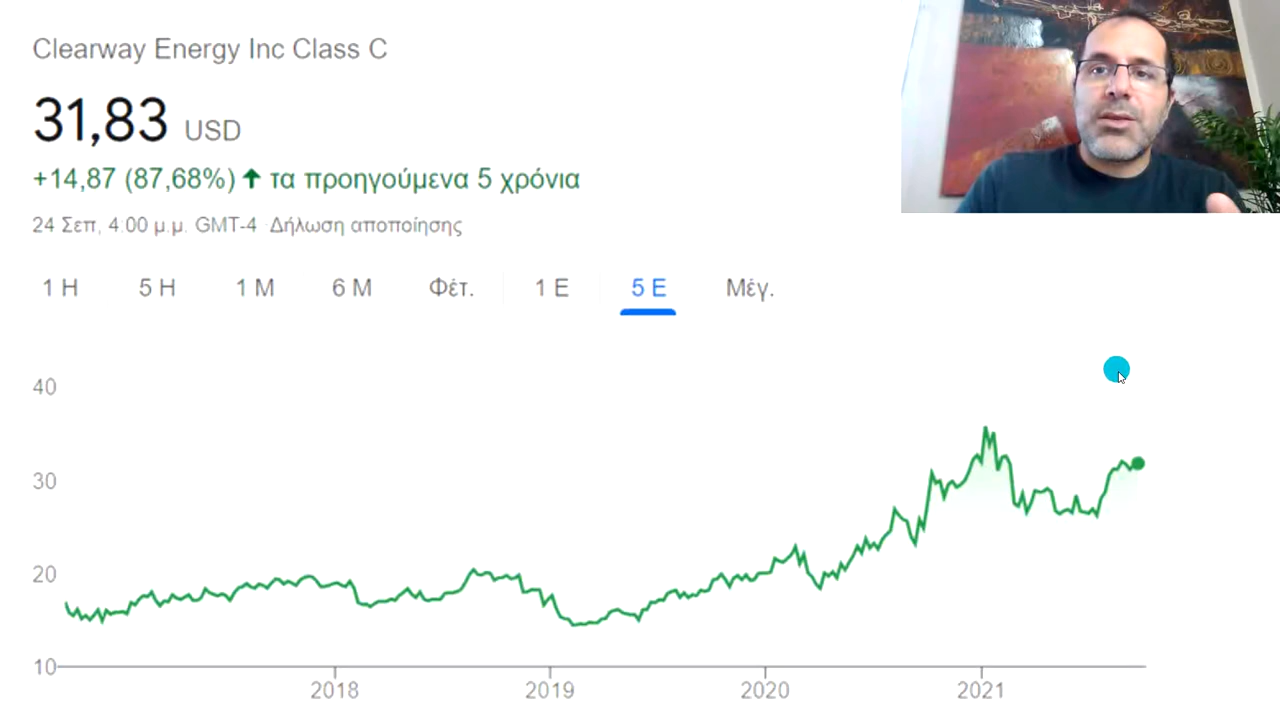 Clearway Energy Inc Class C
31,83 USD
+14,87 (87,68%) ↑ τα προηγούμενα 5 χρόνια
24 Σεπ, 4:00 μ.μ. GMT-4 · Δήλωση αποποίησης
1 Η 5 Η 1 Μ 6 Μ Φέτ. 1 Ε 5 Ε Μέγ.
40
30
20
10
2018 2019 2020 2021